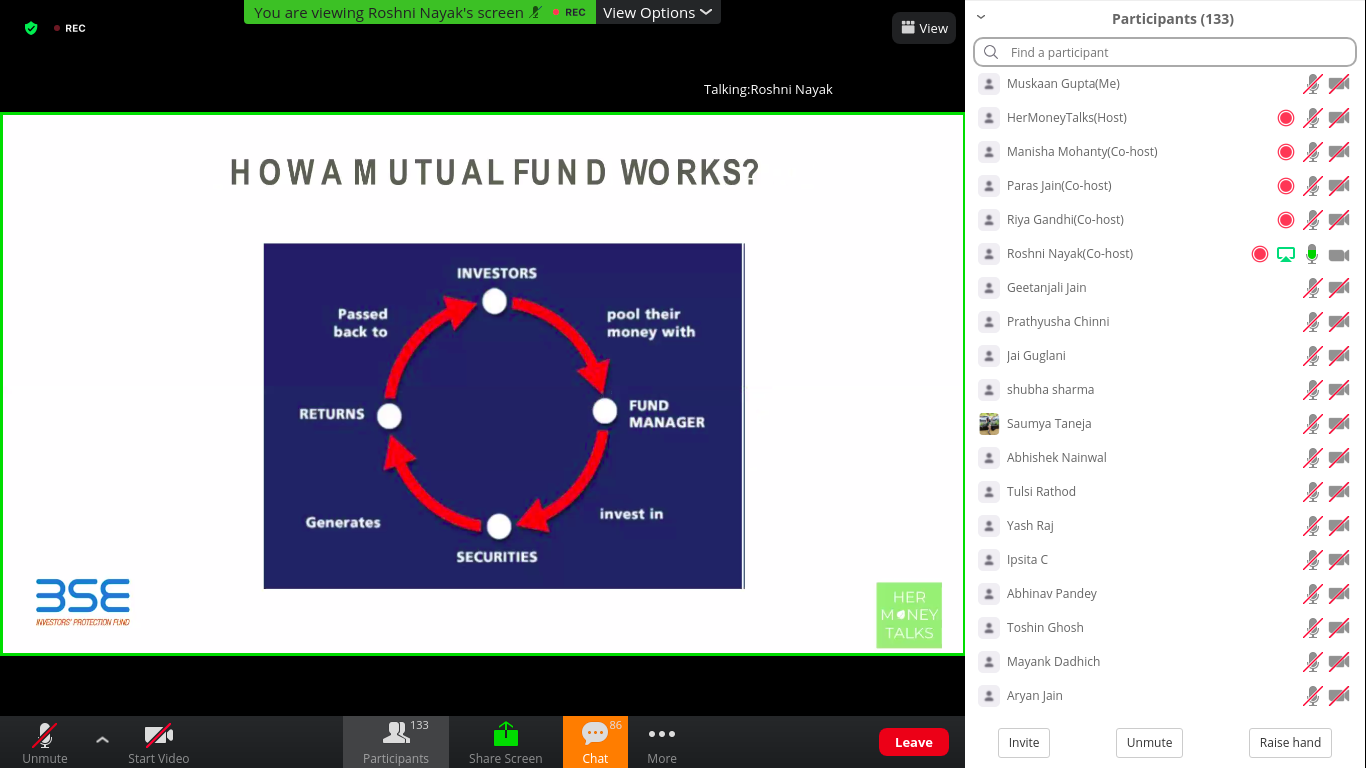 You are viewing Roshni Nayak's screen
REC
View Options
REC
View
Talking:Roshni Nayak
HOW A MUTUAL FUND WORKS?
INVESTORS
Passed
back to
pool their
money with
RETURNS
FUND
MANAGER
Generates
invest in
SECURITIES
BSE
INVESTORS' PROTECTION FUND
HER
MONEY
TALKS
133
86
Unmute
Start Video
Participants
Share Screen
Chat
More
Leave
Participants (133)
Find a participant
Muskaan Gupta(Me)
HerMoneyTalks(Host)
Manisha Mohanty(Co-host)
Paras Jain(Co-host)
Riya Gandhi(Co-host)
Roshni Nayak(Co-host)
Geetanjali Jain
Prathyusha Chinni
Jai Guglani
shubha sharma
Saumya Taneja
Abhishek Nainwal
Tulsi Rathod
Yash Raj
Ipsita C
Abhinav Pandey
Toshin Ghosh
Mayank Dadhich
Aryan Jain
Invite
Unmute
Raise hand